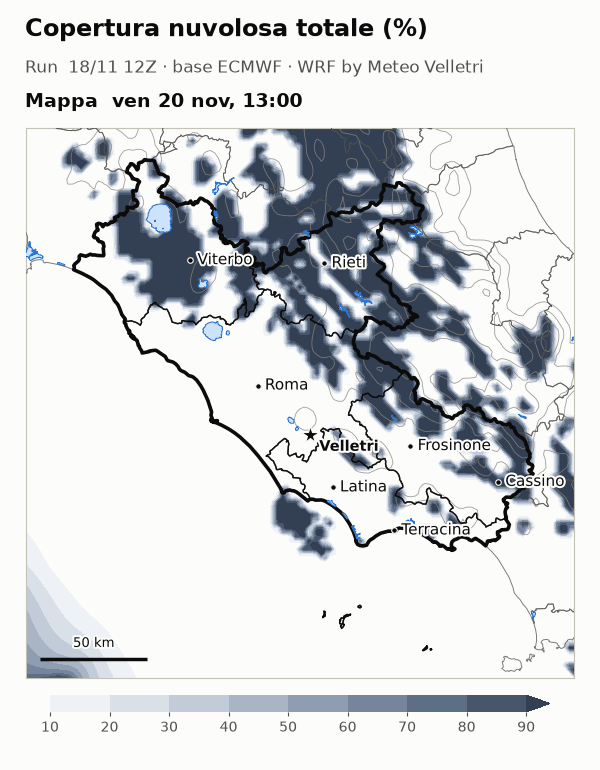 Copertura nuvolosa totale (%)
Run 18/11 12Z · base ECMWF · WRF by Meteo Velletri
Mappa ven 20 nov, 13:00
Viterbo
Rieti
Roma
Velletri
Frosinone
Cassino
Latina
Terracina
50 km
10 20 30 40 50 60 70 80 90